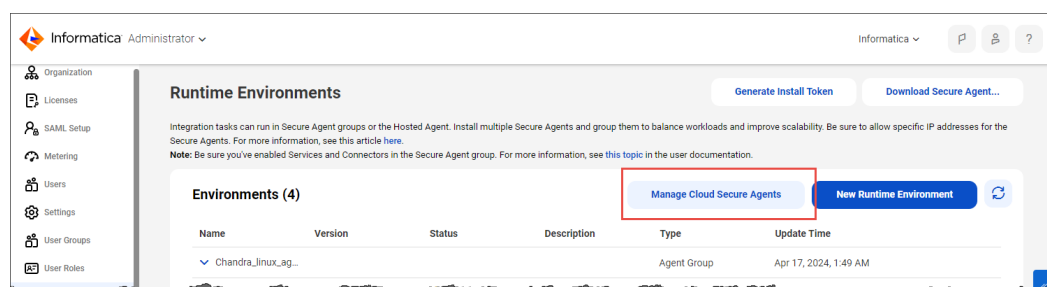 Informatica Administrator
Informatica
?
Organization
Licenses
SAML Setup
Metering
Users
Settings
User Groups
User Roles
Runtime Environments
Generate Install Token
Download Secure Agent...
Integration tasks can run in Secure Agent groups or the Hosted Agent. Install multiple Secure Agents and group them to balance workloads and improve scalability. Be sure to allow specific IP addresses for the
Secure Agents. For more information, see this article here.
Note: Be sure you've enabled Services and Connectors in the Secure Agent group. For more information, see this topic in the user documentation.
Environments (4)
Manage Cloud Secure Agents
New Runtime Environment
Name Version Status Description Type Update Time
Chandra_linux_ag... Agent Group Apr 17, 2024, 1:49 AM